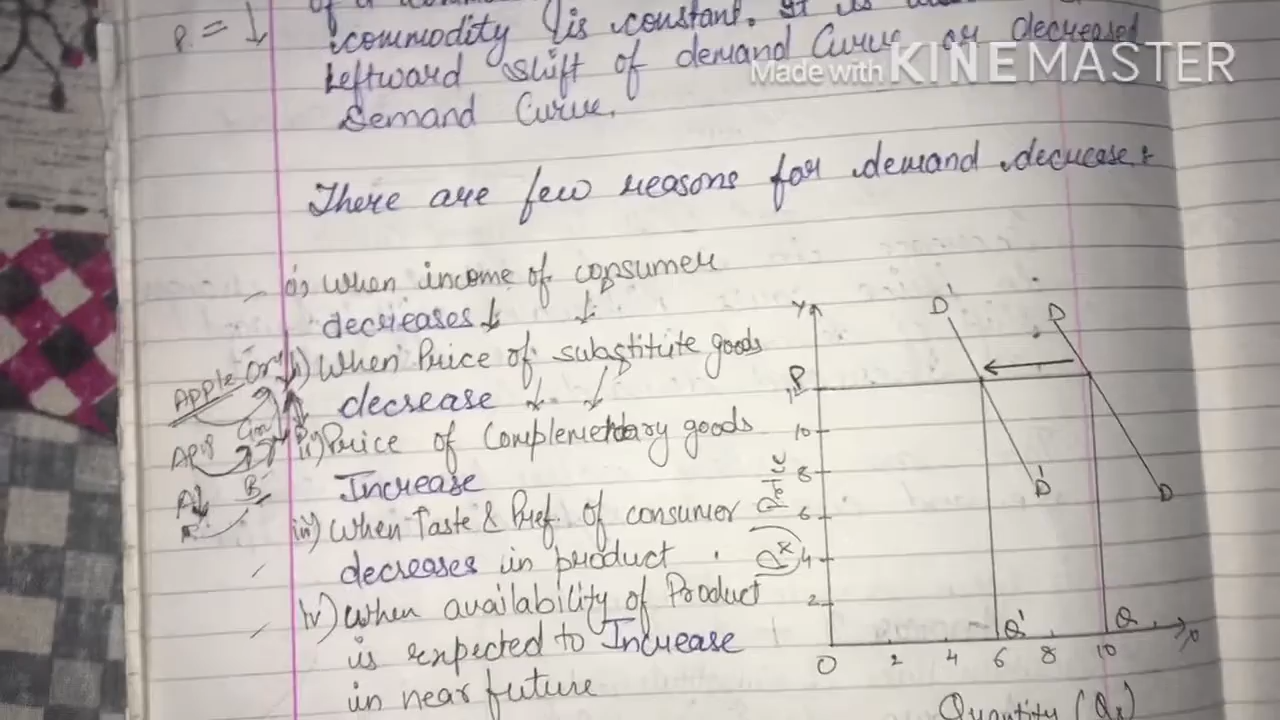 P = ↓
commodity is constant. It is
Leftward shift of demand Curve or decreased
Demand Curve.
Made with KINEMASTER
There are few reasons for demand decrease
i) when income of consumer
decreases ↓ ↓
ii) When Price of substitute goods
decrease ↓ ↓
Price of Complementary goods
Increase
iii) When Taste & Pref. of consumer
decreases in product.
iv) when availability of Product
is expected to Increase
in near future
Apple
B
Y
D' D
P
10
8
6
4
2
Price
D' D
Q' Q
0 2 4 6 8 10
Quantity (Qx)